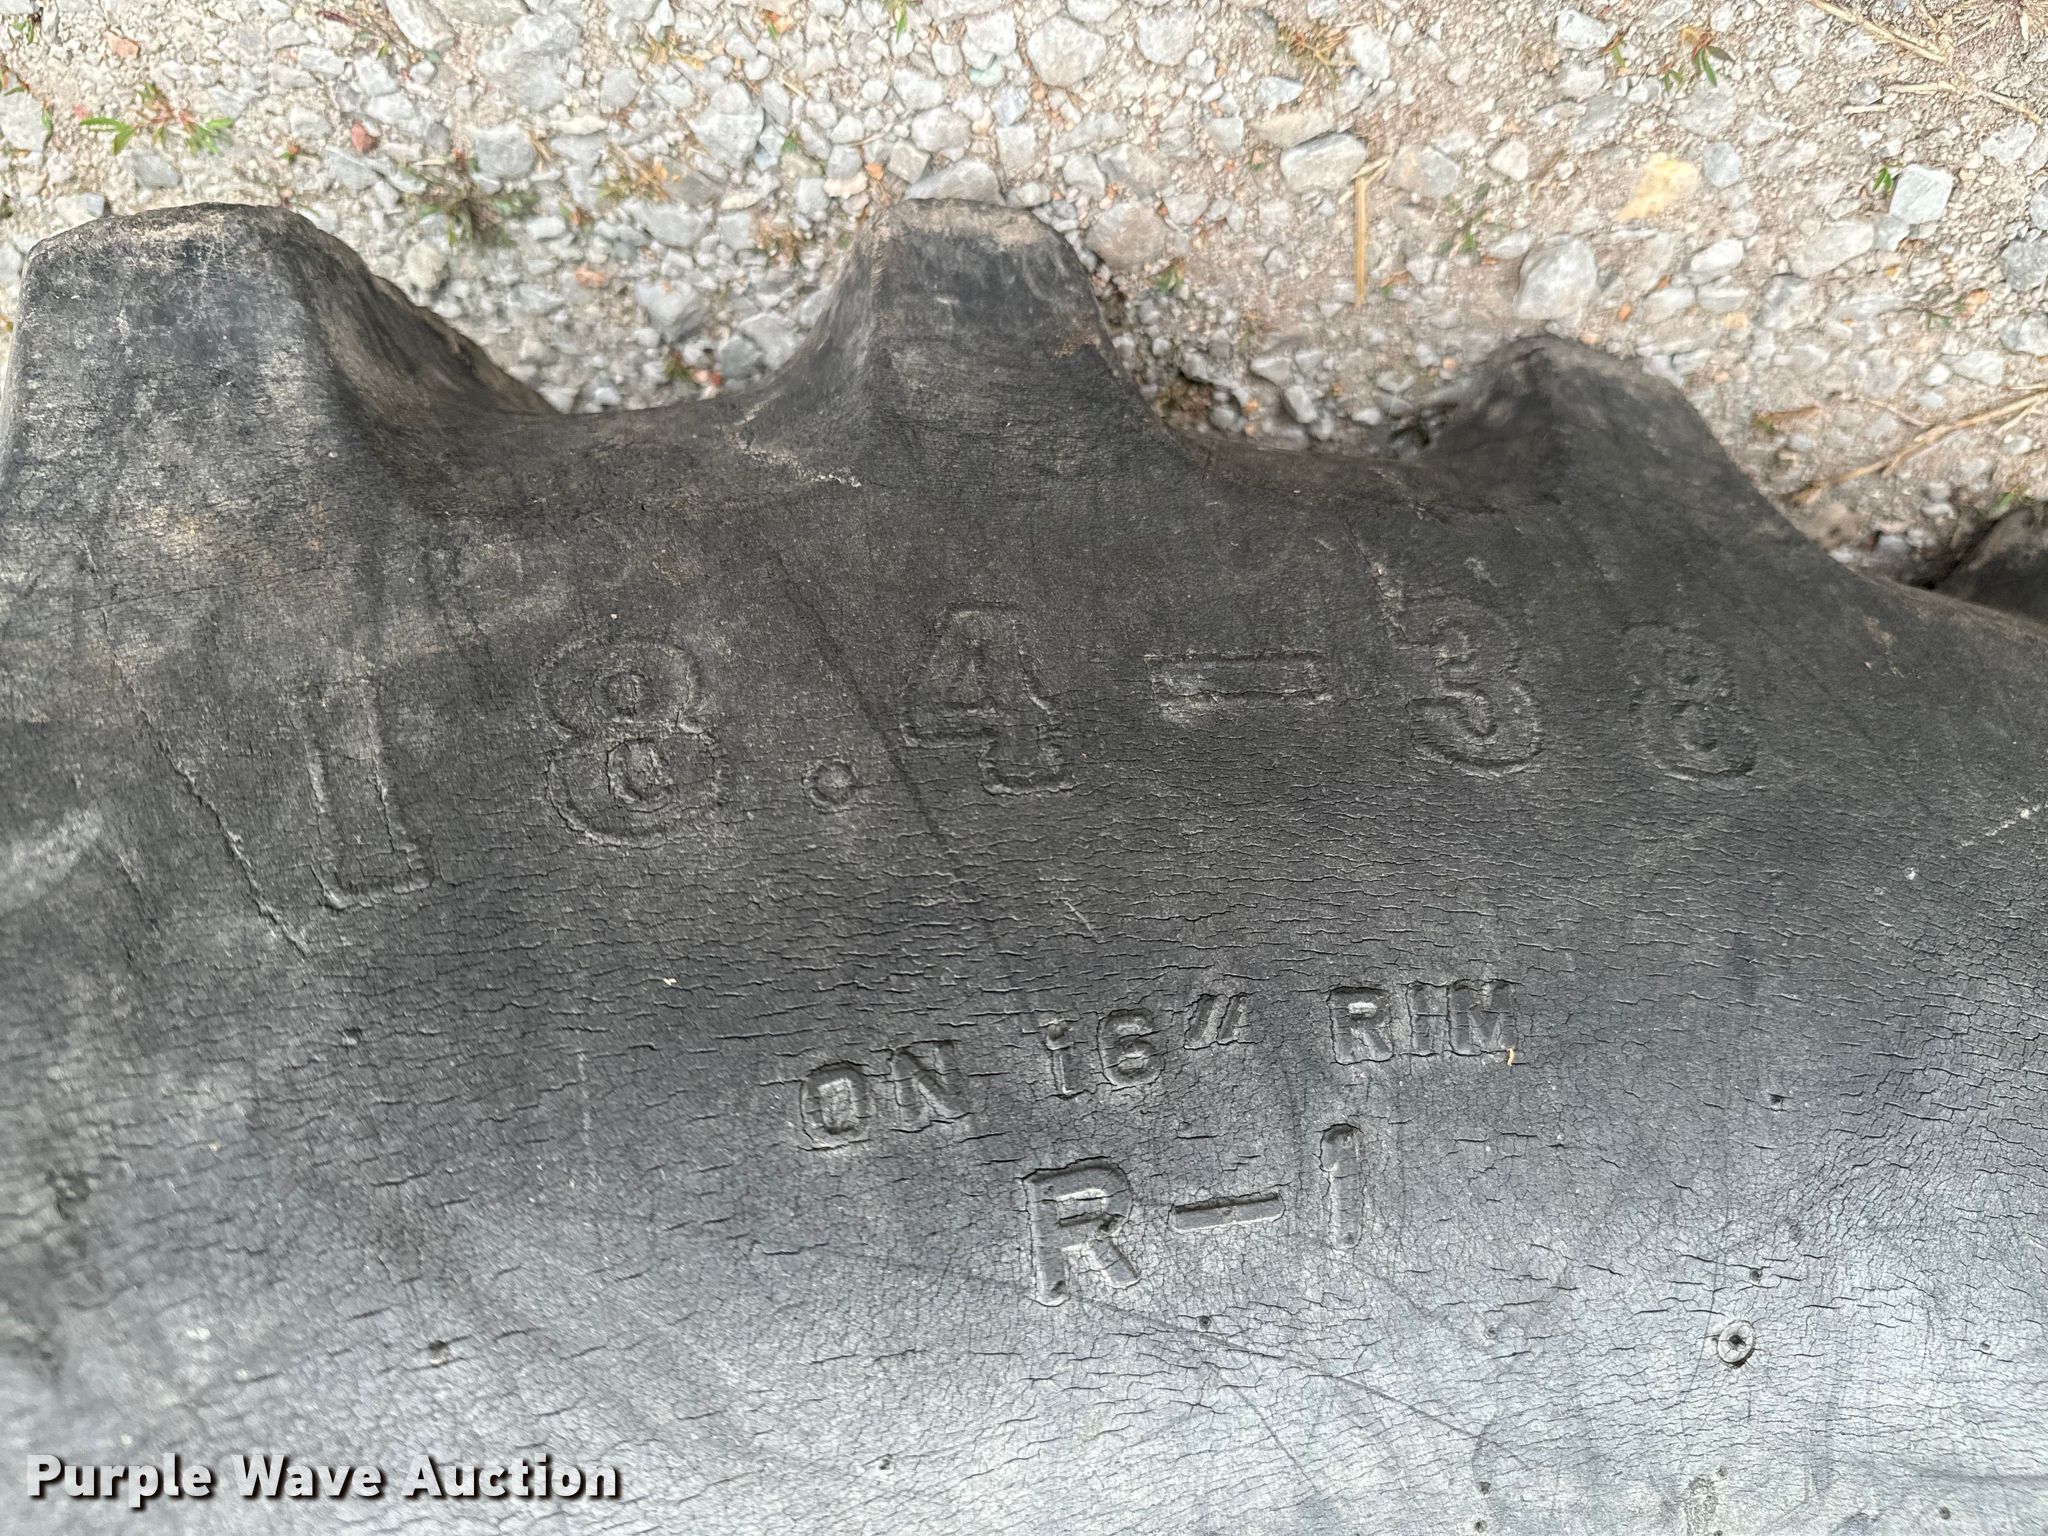 18.4-38
ON 16" RIM
R-1
Purple Wave Auction